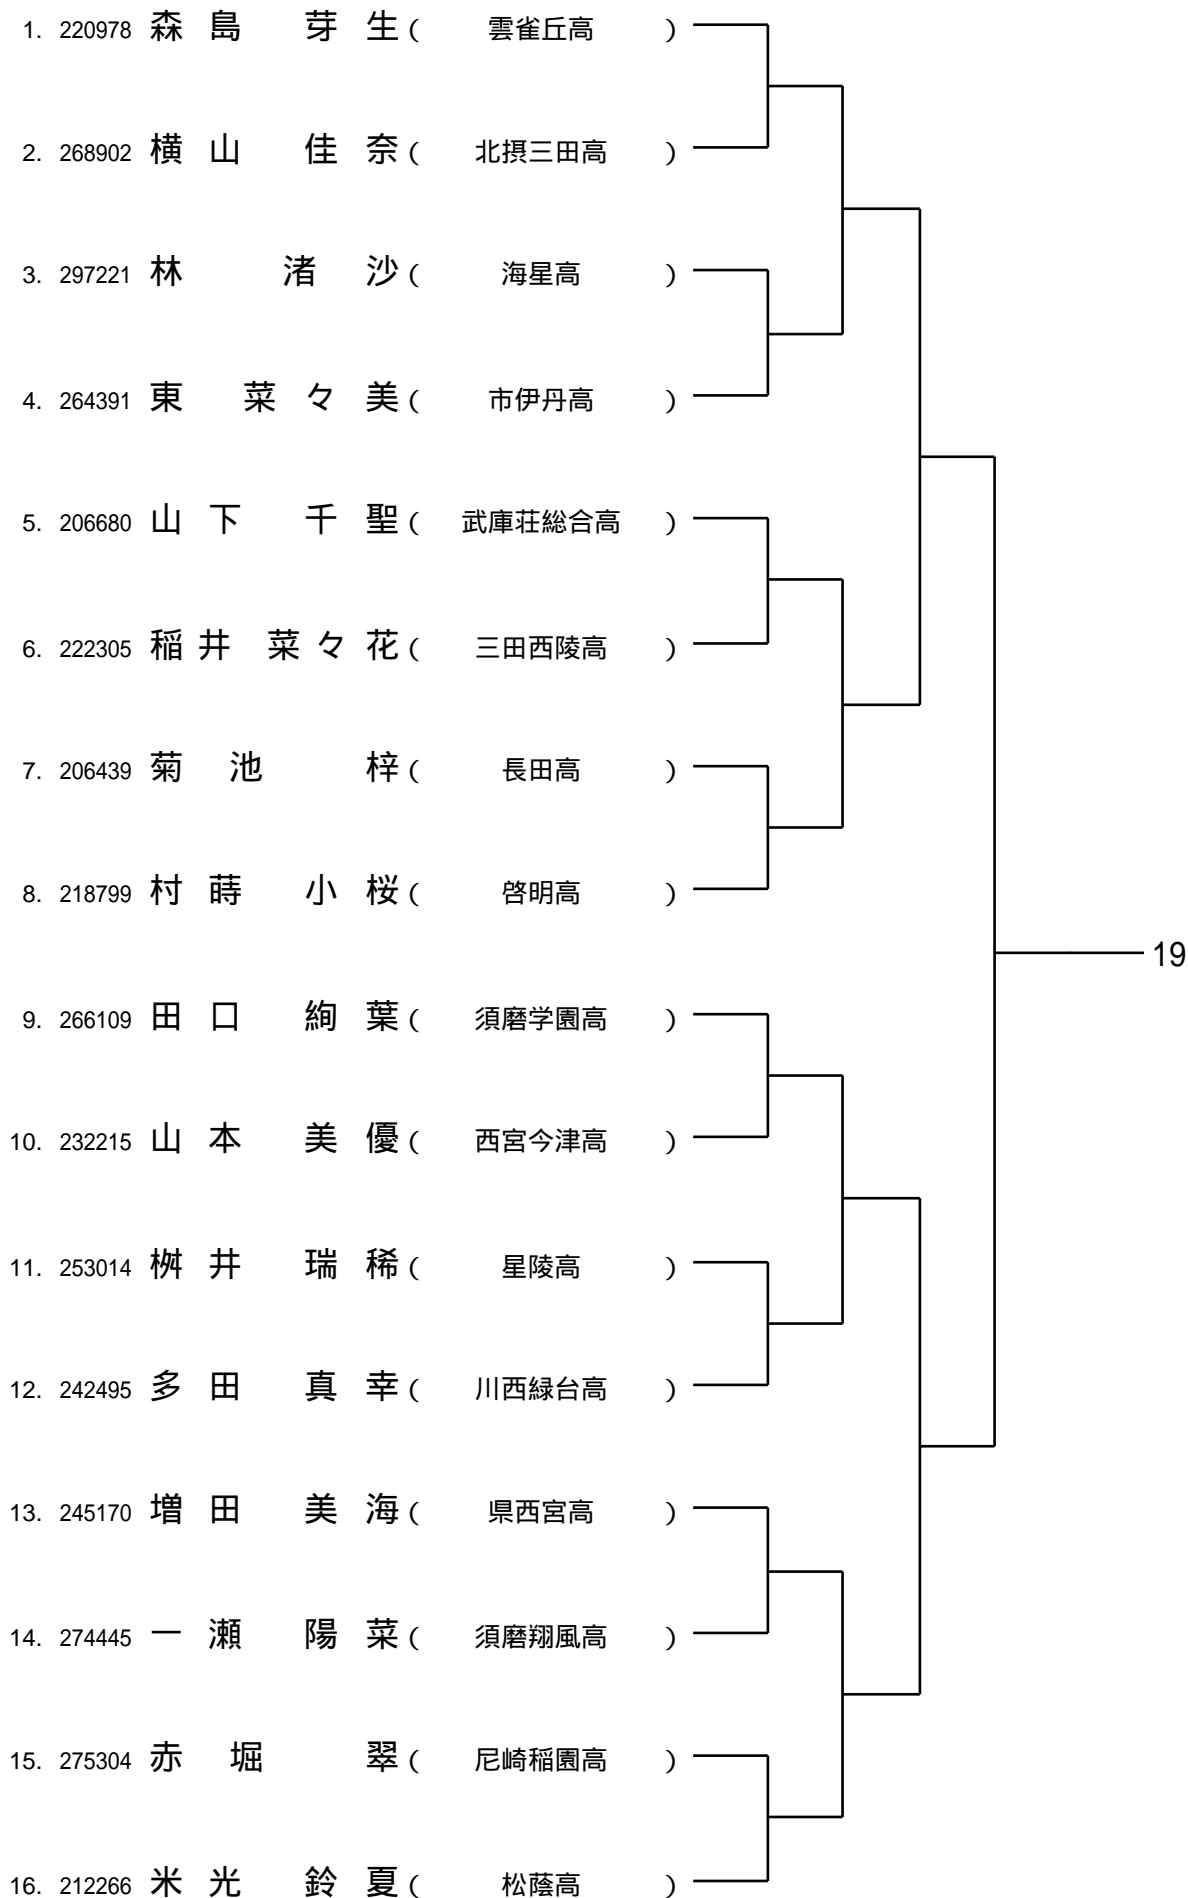 1. 220978 森島 芽生 ( 雲雀丘高 )
2. 268902 横山 佳奈 ( 北摂三田高 )
3. 297221 林 渚沙 ( 海星高 )
4. 264391 東 菜々美 ( 市伊丹高 )
5. 206680 山下 千聖 ( 武庫荘総合高 )
6. 222305 稲井 菜々花 ( 三田西陵高 )
7. 206439 菊池 梓 ( 長田高 )
8. 218799 村蒔 小桜 ( 啓明高 )
19
9. 266109 田口 絢葉 ( 須磨学園高 )
10. 232215 山本 美優 ( 西宮今津高 )
11. 253014 桝井 瑞稀 ( 星陵高 )
12. 242495 多田 真幸 ( 川西緑台高 )
13. 245170 増田 美海 ( 県西宮高 )
14. 274445 一瀬 陽菜 ( 須磨翔風高 )
15. 275304 赤堀 翠 ( 尼崎稲園高 )
16. 212266 米光 鈴夏 ( 松蔭高 )